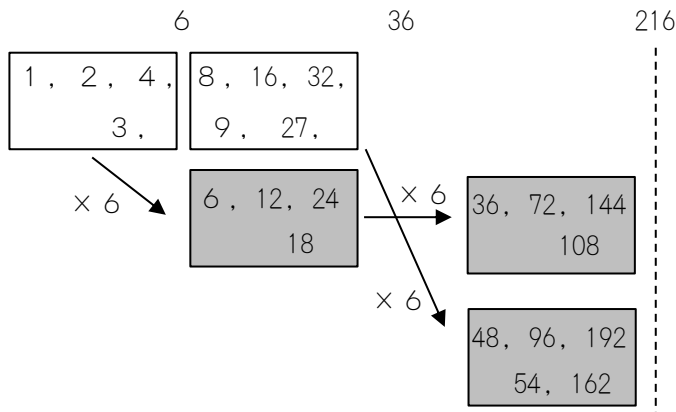 6 36 216
1, 2, 4,
3,
8, 16, 32,
9, 27,
× 6
6, 12, 24
18
× 6
36, 72, 144
108
× 6
48, 96, 192
54, 162